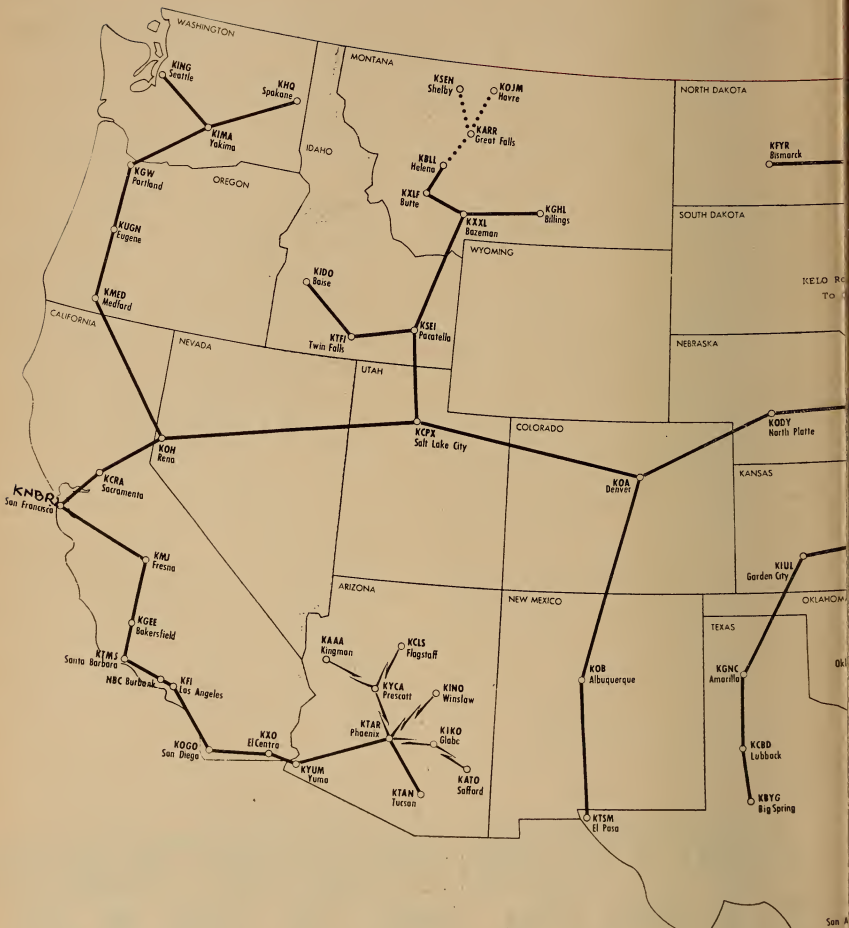 WASHINGTON
KING
Seattle
KHQ
Spokane
KIMA
Yakima
KGW
Portland
OREGON
IDAHO
KUGN
Eugene
KMED
Medford
MONTANA
KSEN
Shelby
KOJM
Havre
KARR
Great Falls
KBLL
Helena
KXLF
Butte
KXXL
Bozeman
KGHL
Billings
NORTH DAKOTA
KFYR
Bismarck
SOUTH DAKOTA
KELO
To
WYOMING
KIDO
Boise
KTFI
Twin Falls
KSEI
Pocatello
CALIFORNIA
NEVADA
UTAH
NEBRASKA
KODY
North Platte
KCPX
Salt Lake City
COLORADO
KOH
Reno
KCRA
Sacramento
KNBR
San Francisco
KOA
Denver
KANSAS
KIUL
Garden City
KMJ
Fresno
KGEE
Bakersfield
KTMS
Santa Barbara
NBC Burbank
KFI
Los Angeles
KOGO
San Diego
KXO
El Centro
KYUM
Yuma
ARIZONA
KAAA
Kingman
KCLS
Flagstaff
KYCA
Prescott
KINO
Winslow
KTAR
Phoenix
KIKO
Globe
KATO
Safford
KTAN
Tucson
NEW MEXICO
KOB
Albuquerque
KTSM
El Paso
OKLAHOM
TEXAS
KGNC
Amarillo
KCBD
Lubbock
KBYG
Big Spring
Okl
San A